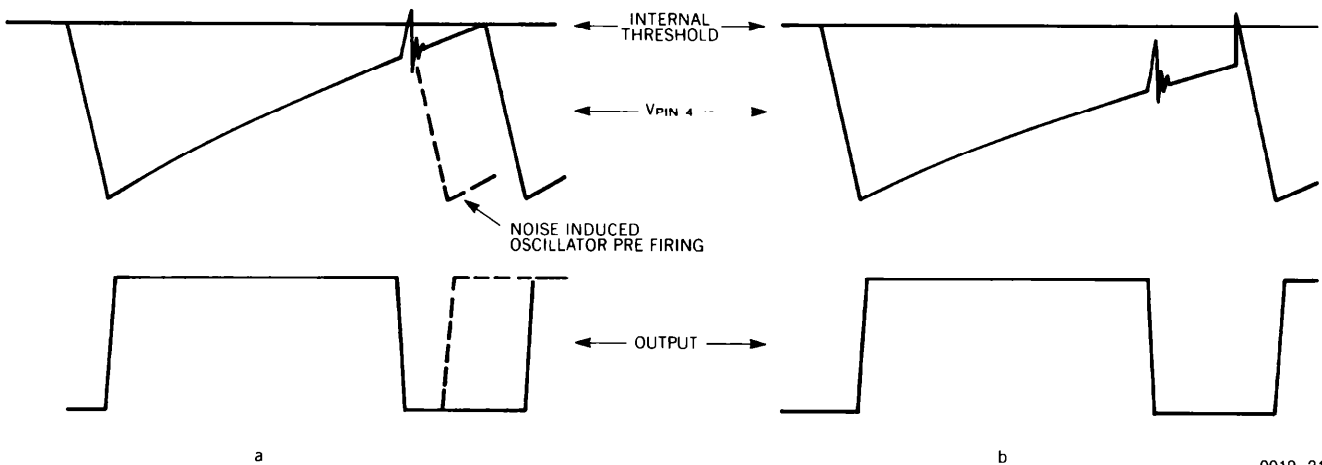 INTERNAL
THRESHOLD
VPIN 4
NOISE INDUCED
OSCILLATOR PRE FIRING
OUTPUT
a
b